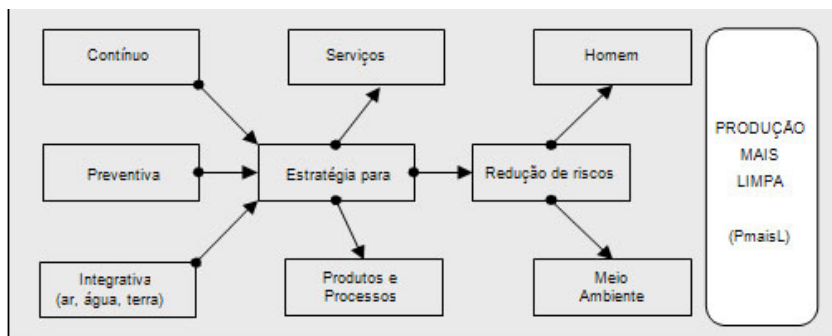 Contínuo
Serviços
Homem
Preventiva
Estratégia para
Redução de riscos
Integrativa
(ar, água, terra)
Produtos e
Processos
Meio
Ambiente
PRODUÇÃO
MAIS
LIMPA
(PmaisL)